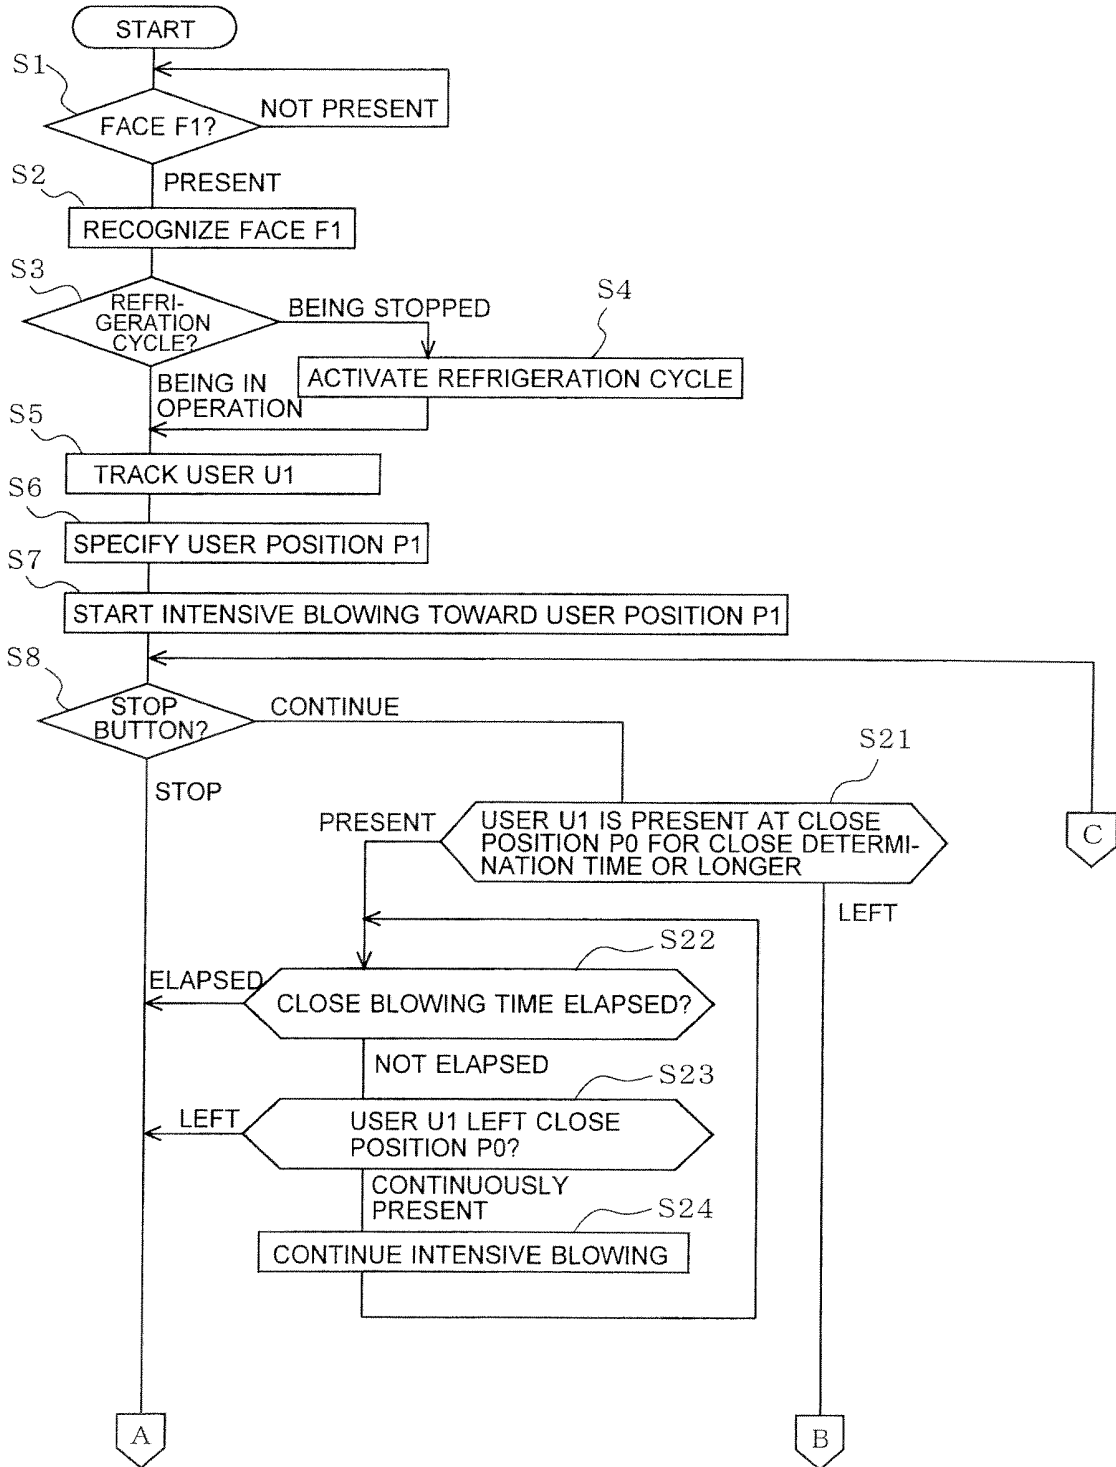 START
S1
FACE F1?
NOT PRESENT
PRESENT
S2
RECOGNIZE FACE F1
S3
REFRI-
GERATION
CYCLE?
BEING STOPPED
S4
ACTIVATE REFRIGERATION CYCLE
BEING IN
OPERATION
S5
TRACK USER U1
S6
SPECIFY USER POSITION P1
S7
START INTENSIVE BLOWING TOWARD USER POSITION P1
S8
STOP
BUTTON?
CONTINUE
STOP
S21
USER U1 IS PRESENT AT CLOSE
POSITION P0 FOR CLOSE DETERMI-
NATION TIME OR LONGER
PRESENT
LEFT
C
S22
CLOSE BLOWING TIME ELAPSED?
ELAPSED
NOT ELAPSED
S23
USER U1 LEFT CLOSE
POSITION P0?
LEFT
CONTINUOUSLY
PRESENT
S24
CONTINUE INTENSIVE BLOWING
A
B